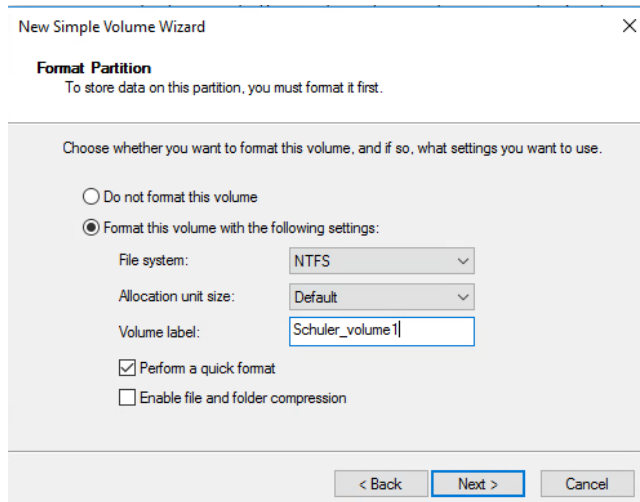 New Simple Volume Wizard
Format Partition
To store data on this partition, you must format it first.
Choose whether you want to format this volume, and if so, what settings you want to use.
Do not format this volume
Format this volume with the following settings:
File system: NTFS
Allocation unit size: Default
Volume label: Schuler_volume1
Perform a quick format
Enable file and folder compression
< Back Next > Cancel